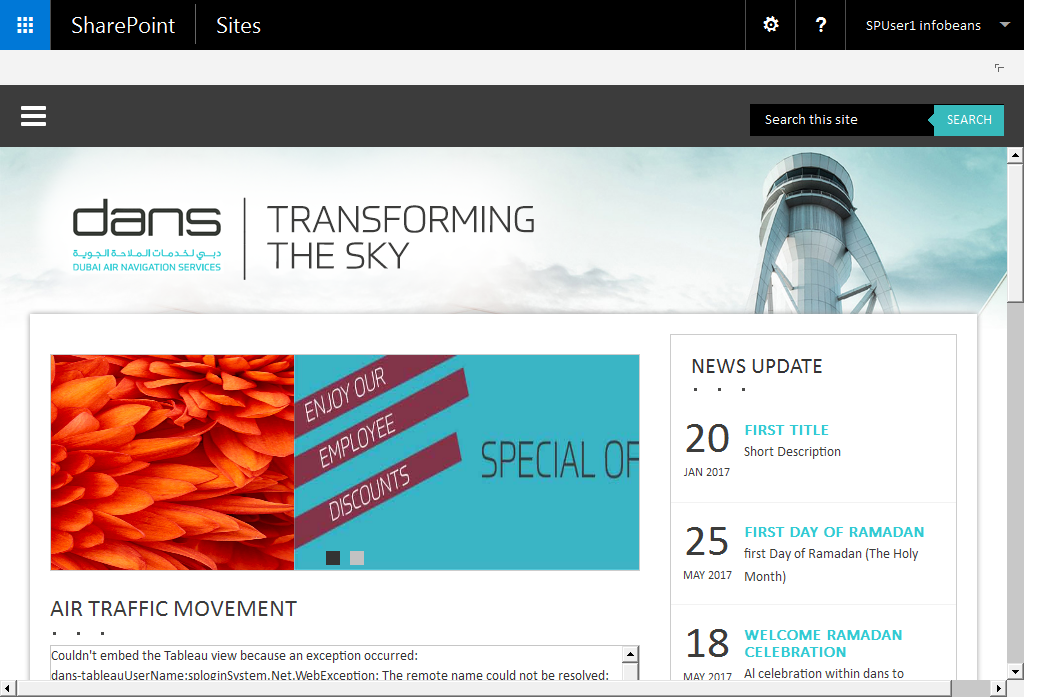 SharePoint
Sites
?
SPUser1 infobeans
Search this site
SEARCH
dans
دبـــي لـخـدمـات الـمـلاحـة الـجـويـة
DUBAI AIR NAVIGATION SERVICES
TRANSFORMING
THE SKY
ENJOY OUR
EMPLOYEE
DISCOUNTS
SPECIAL OF
AIR TRAFFIC MOVEMENT
Couldn't embed the Tableau view because an exception occurred:
dans-tableauUserName:sploginSystem.Net.WebException: The remote name could not be resolved:
NEWS UPDATE
20
JAN 2017
FIRST TITLE
Short Description
25
MAY 2017
FIRST DAY OF RAMADAN
first Day of Ramadan (The Holy
Month)
18
MAY 2017
WELCOME RAMADAN
CELEBRATION
Al celebration within dans to